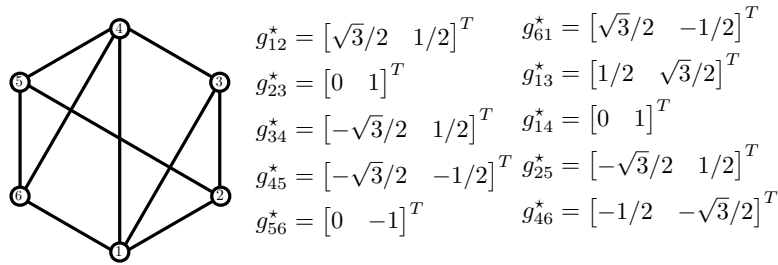 4
5
3
6
2
1
g⋆12 = [√3/2 1/2]^T
g⋆23 = [0 1]^T
g⋆34 = [−√3/2 1/2]^T
g⋆45 = [−√3/2 −1/2]^T
g⋆56 = [0 −1]^T
g⋆61 = [√3/2 −1/2]^T
g⋆13 = [1/2 √3/2]^T
g⋆14 = [0 1]^T
g⋆25 = [−√3/2 1/2]^T
g⋆46 = [−1/2 −√3/2]^T